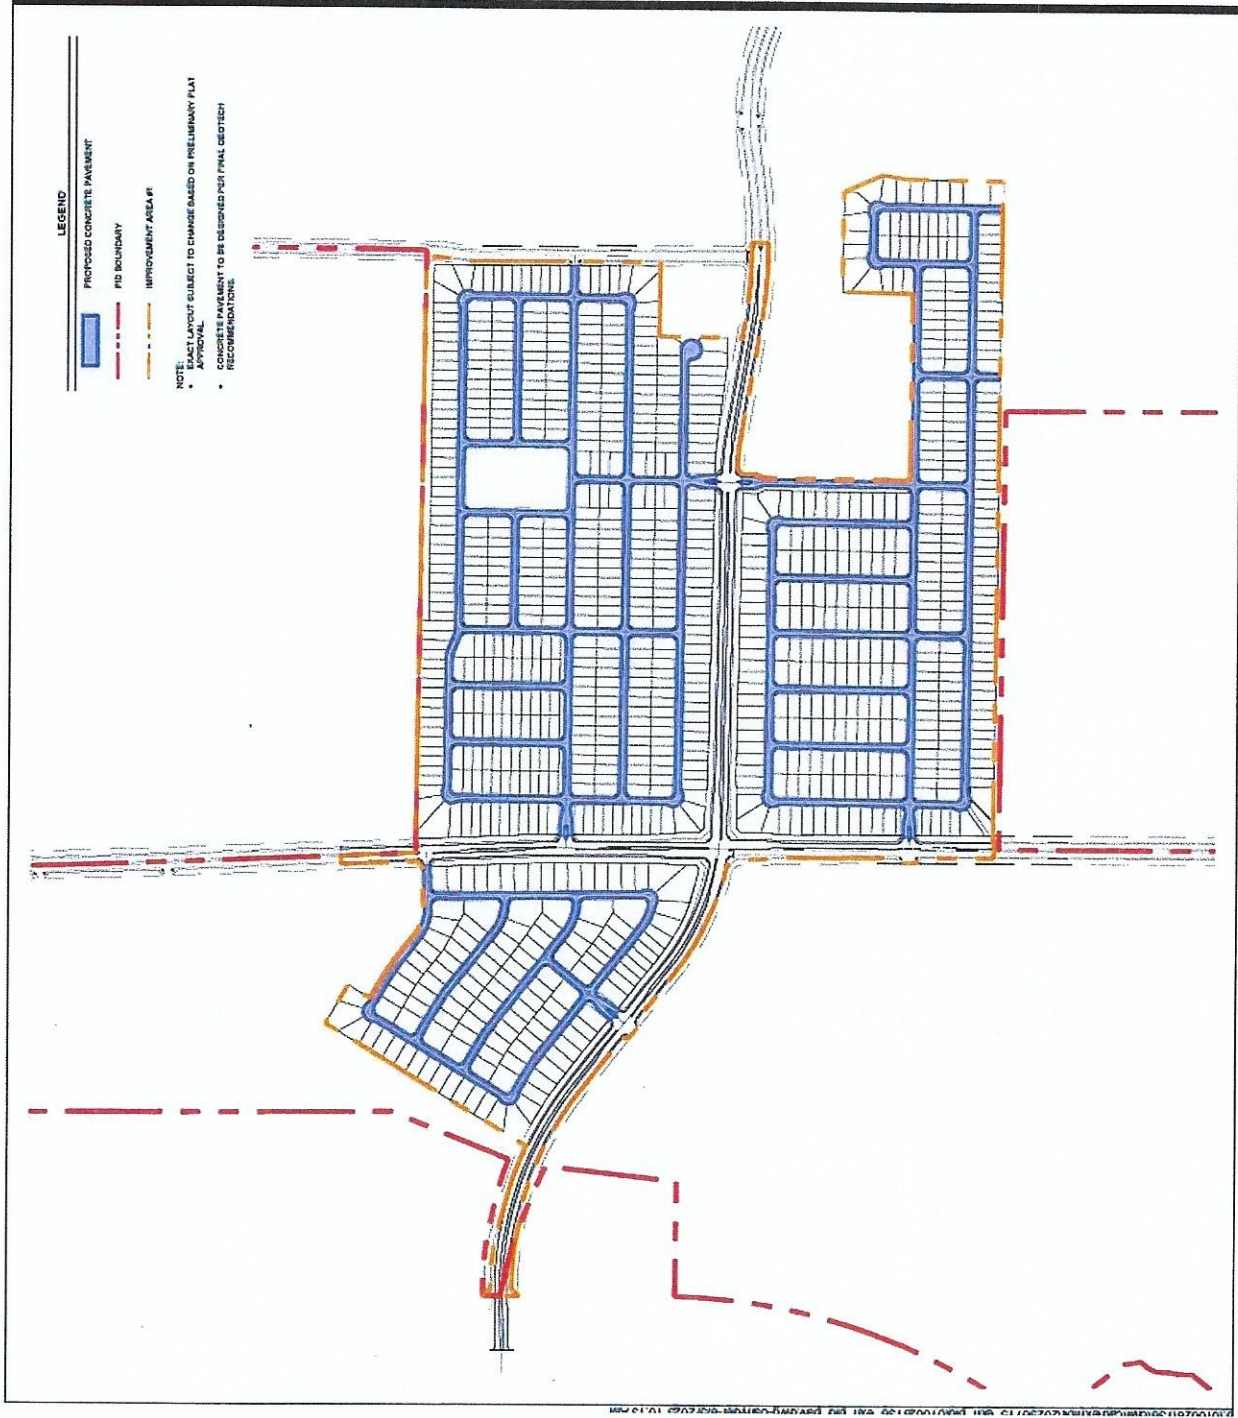 LEGEND
PROPOSED CONCRETE PAVEMENT
PID BOUNDARY
IMPROVEMENT AREA #1
NOTE:
• EXACT LAYOUT SUBJECT TO CHANGE BASED ON PRELIMINARY PLAT
APPROVAL.
• CONCRETE PAVEMENT TO BE DESIGNED PER FINAL GEOTECH
RECOMMENDATIONS.